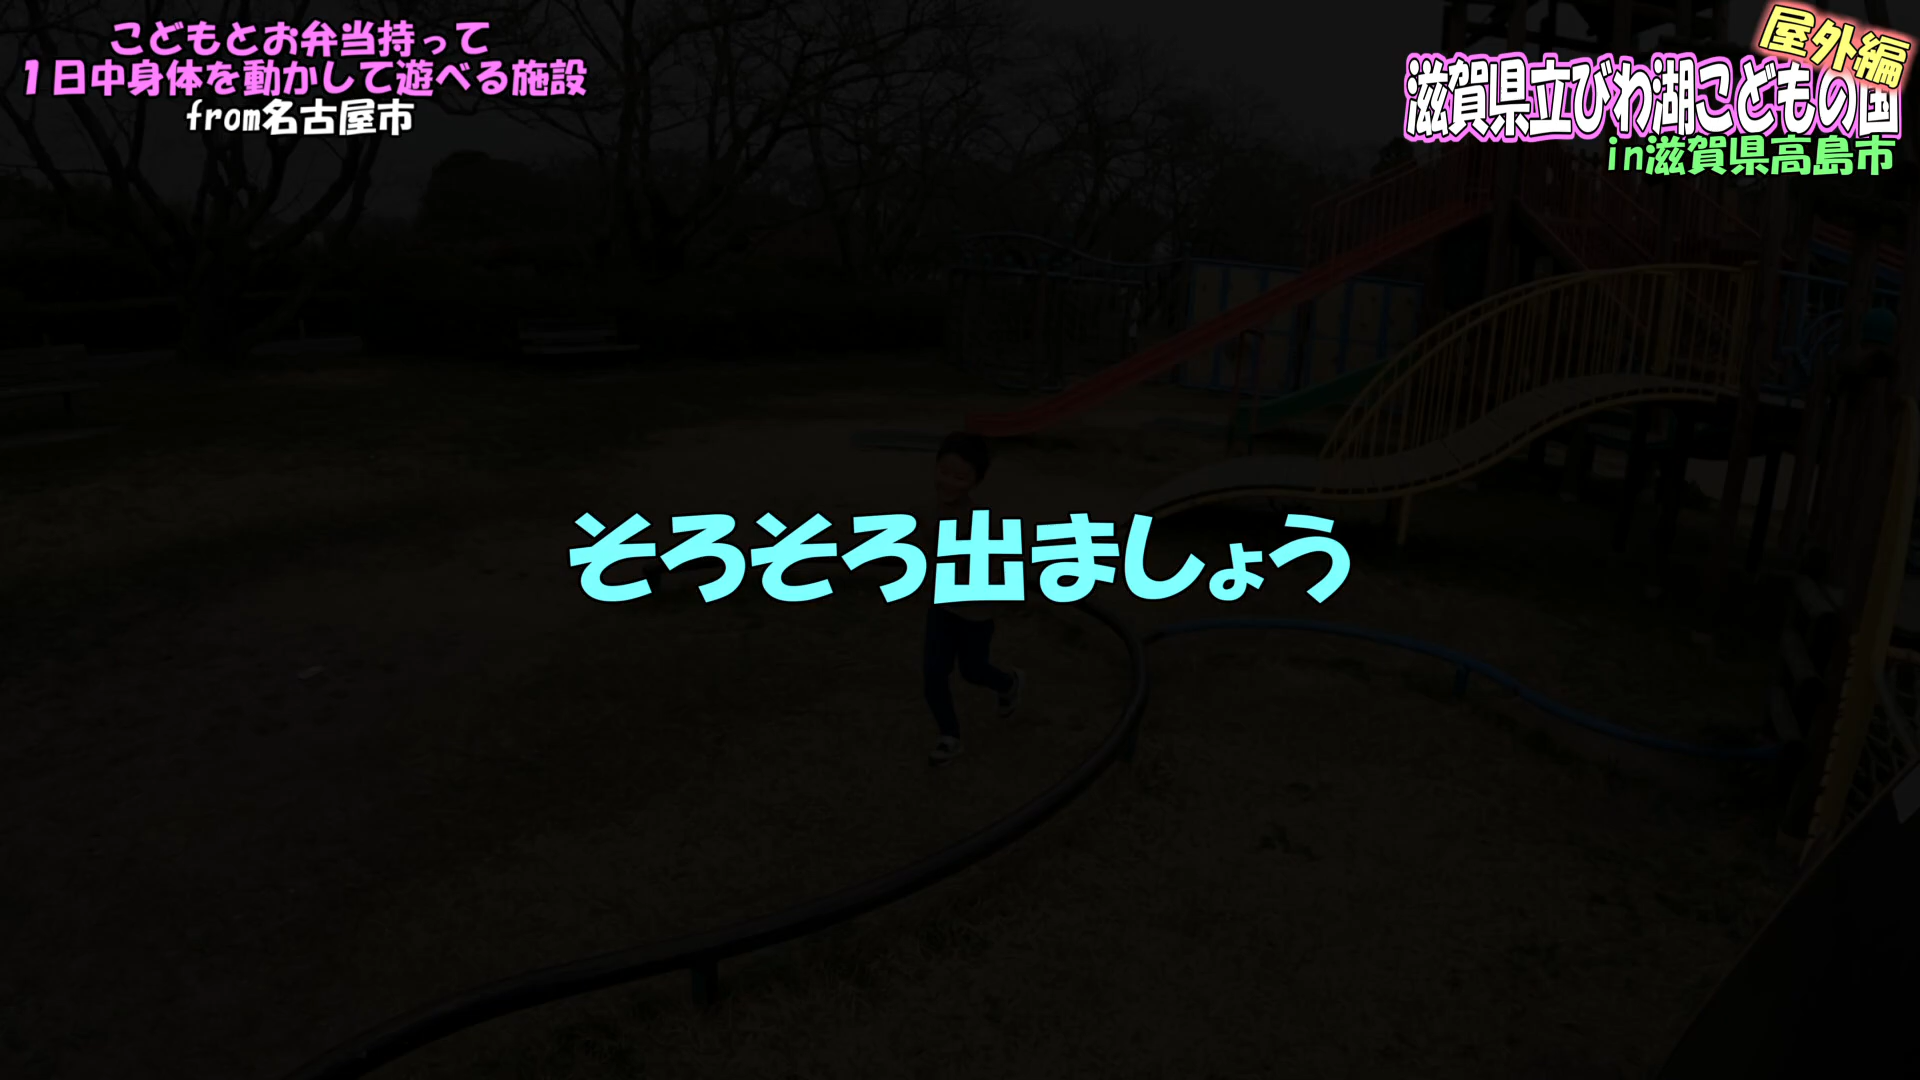 こどもとお弁当持って
1日中身体を動かして遊べる施設
from名古屋市
屋外編
滋賀県立びわ湖こどもの国
in滋賀県高島市
そろそろ出ましょう